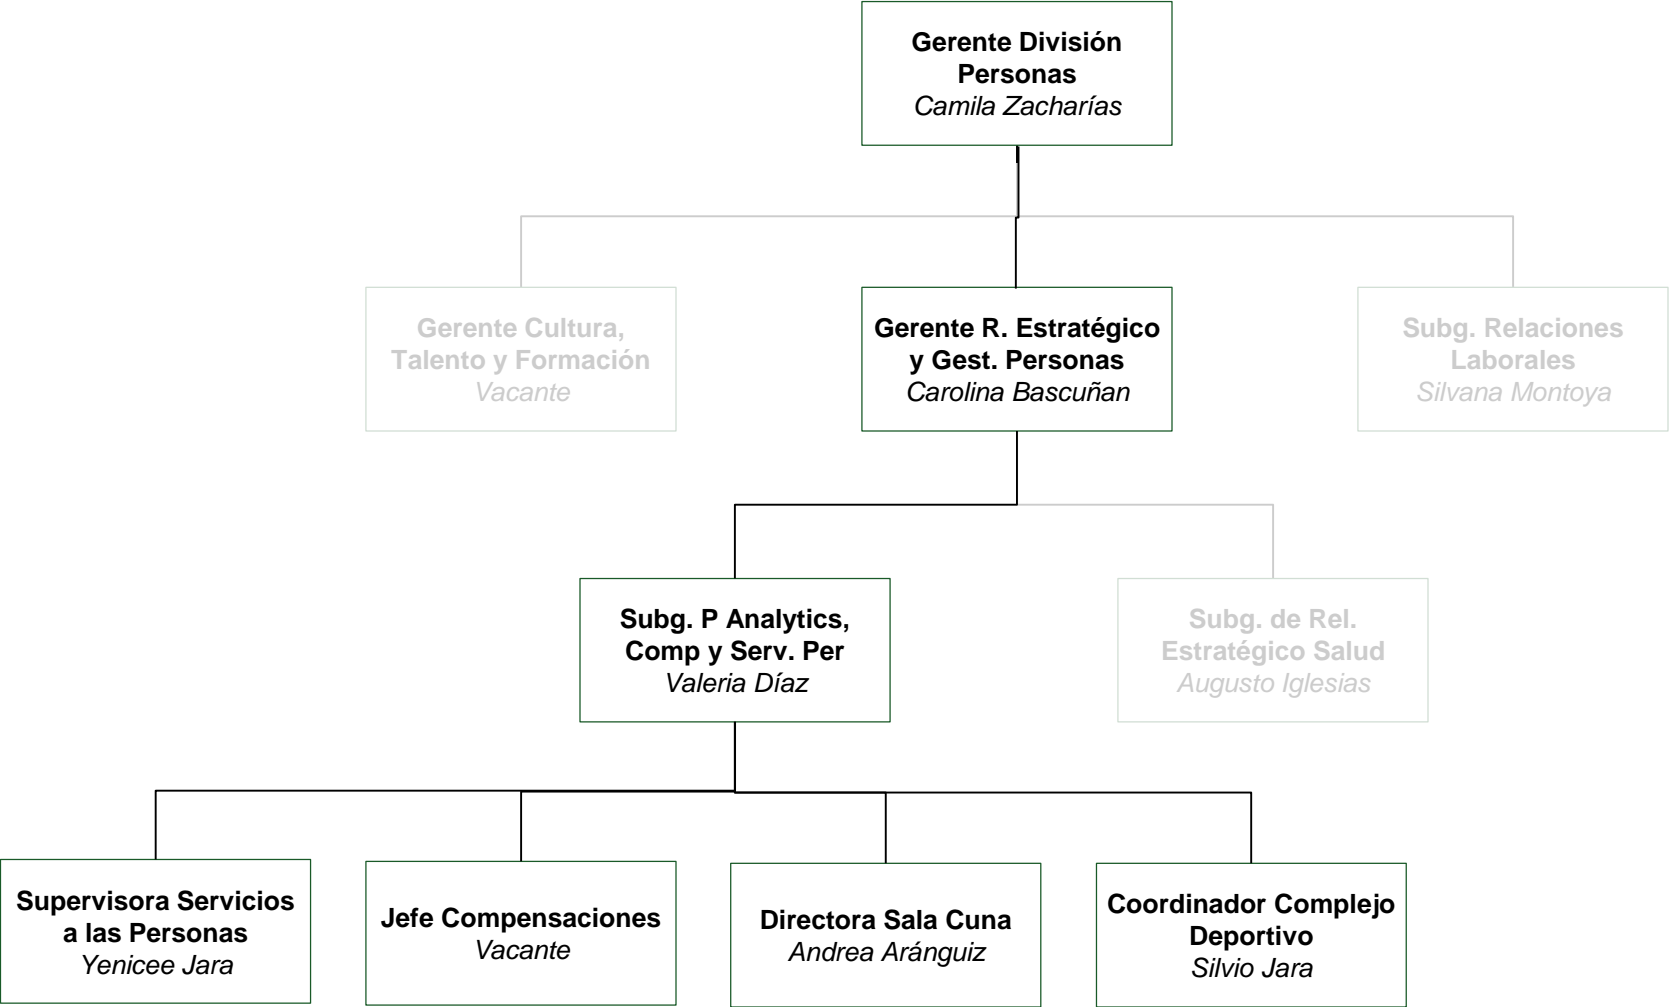 Gerente División
Personas
Camila Zacharías
Gerente Cultura,
Talento y Formación
Vacante
Gerente R. Estratégico
y Gest. Personas
Carolina Bascuñan
Subg. Relaciones
Laborales
Silvana Montoya
Subg. P Analytics,
Comp y Serv. Per
Valeria Díaz
Subg. de Rel.
Estratégico Salud
Augusto Iglesias
Supervisora Servicios
a las Personas
Yenicee Jara
Jefe Compensaciones
Vacante
Directora Sala Cuna
Andrea Aránguiz
Coordinador Complejo
Deportivo
Silvio Jara